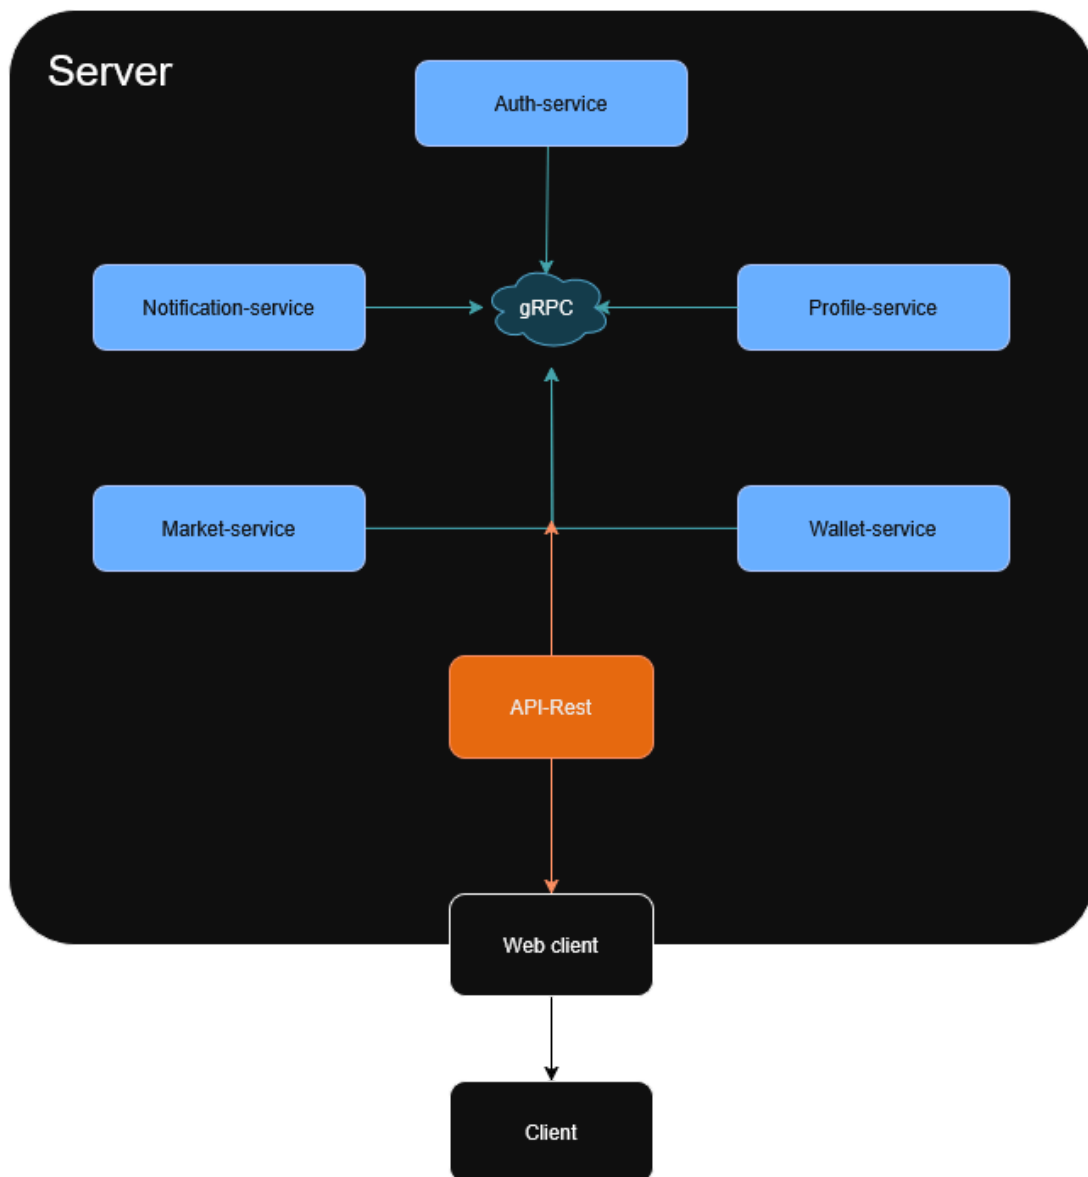 Server
Auth-service
Notification-service
gRPC
Profile-service
Market-service
Wallet-service
API-Rest
Web client
Client